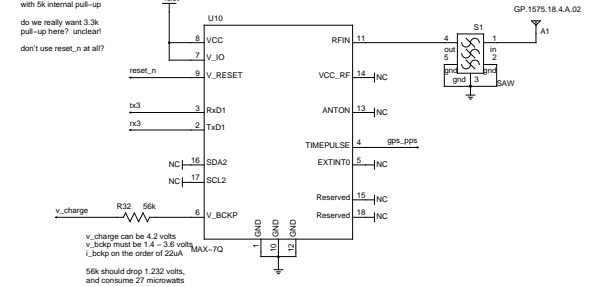 with 5k internal pull-up
do we really want 3.3k
pull-up here? unclear!
don't use reset_n at all?
U10
GP.1575.18.4.A.02
8 VCC
7 V_IO
reset_n 9 V_RESET
tx3 3 RxD1
rx3 2 TxD1
NC 16 SDA2
NC 17 SCL2
v_charge R32 56k 6 V_BCKP
RFIN 11
VCC_RF 14 NC
ANTON 13 NC
TIMEPULSE 4 gps_pps
EXTINT0 5 NC
Reserved 15 NC
Reserved 18 NC
GND GND GND
1 10 12
MAX-7Q
S1
A1
4 1
out in
5 2
gnd gnd
gnd 3
SAW
v_charge can be 4.2 volts
v_bckp must be 1.4 – 3.6 volts
i_bckp on the order of 22uA
56k should drop 1.232 volts,
and consume 27 microwatts